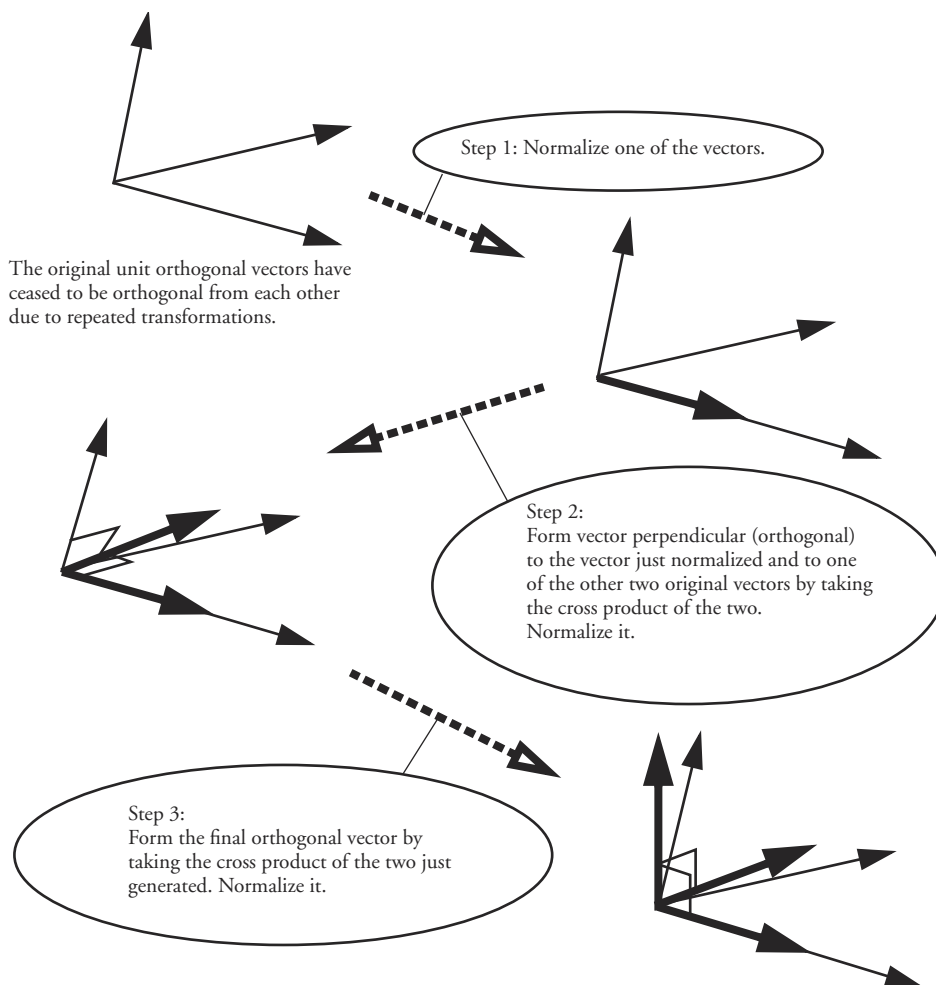 Step 1: Normalize one of the vectors.
The original unit orthogonal vectors have
ceased to be orthogonal from each other
due to repeated transformations.
Step 2:
Form vector perpendicular (orthogonal)
to the vector just normalized and to one
of the other two original vectors by taking
the cross product of the two.
Normalize it.
Step 3:
Form the final orthogonal vector by
taking the cross product of the two just
generated. Normalize it.